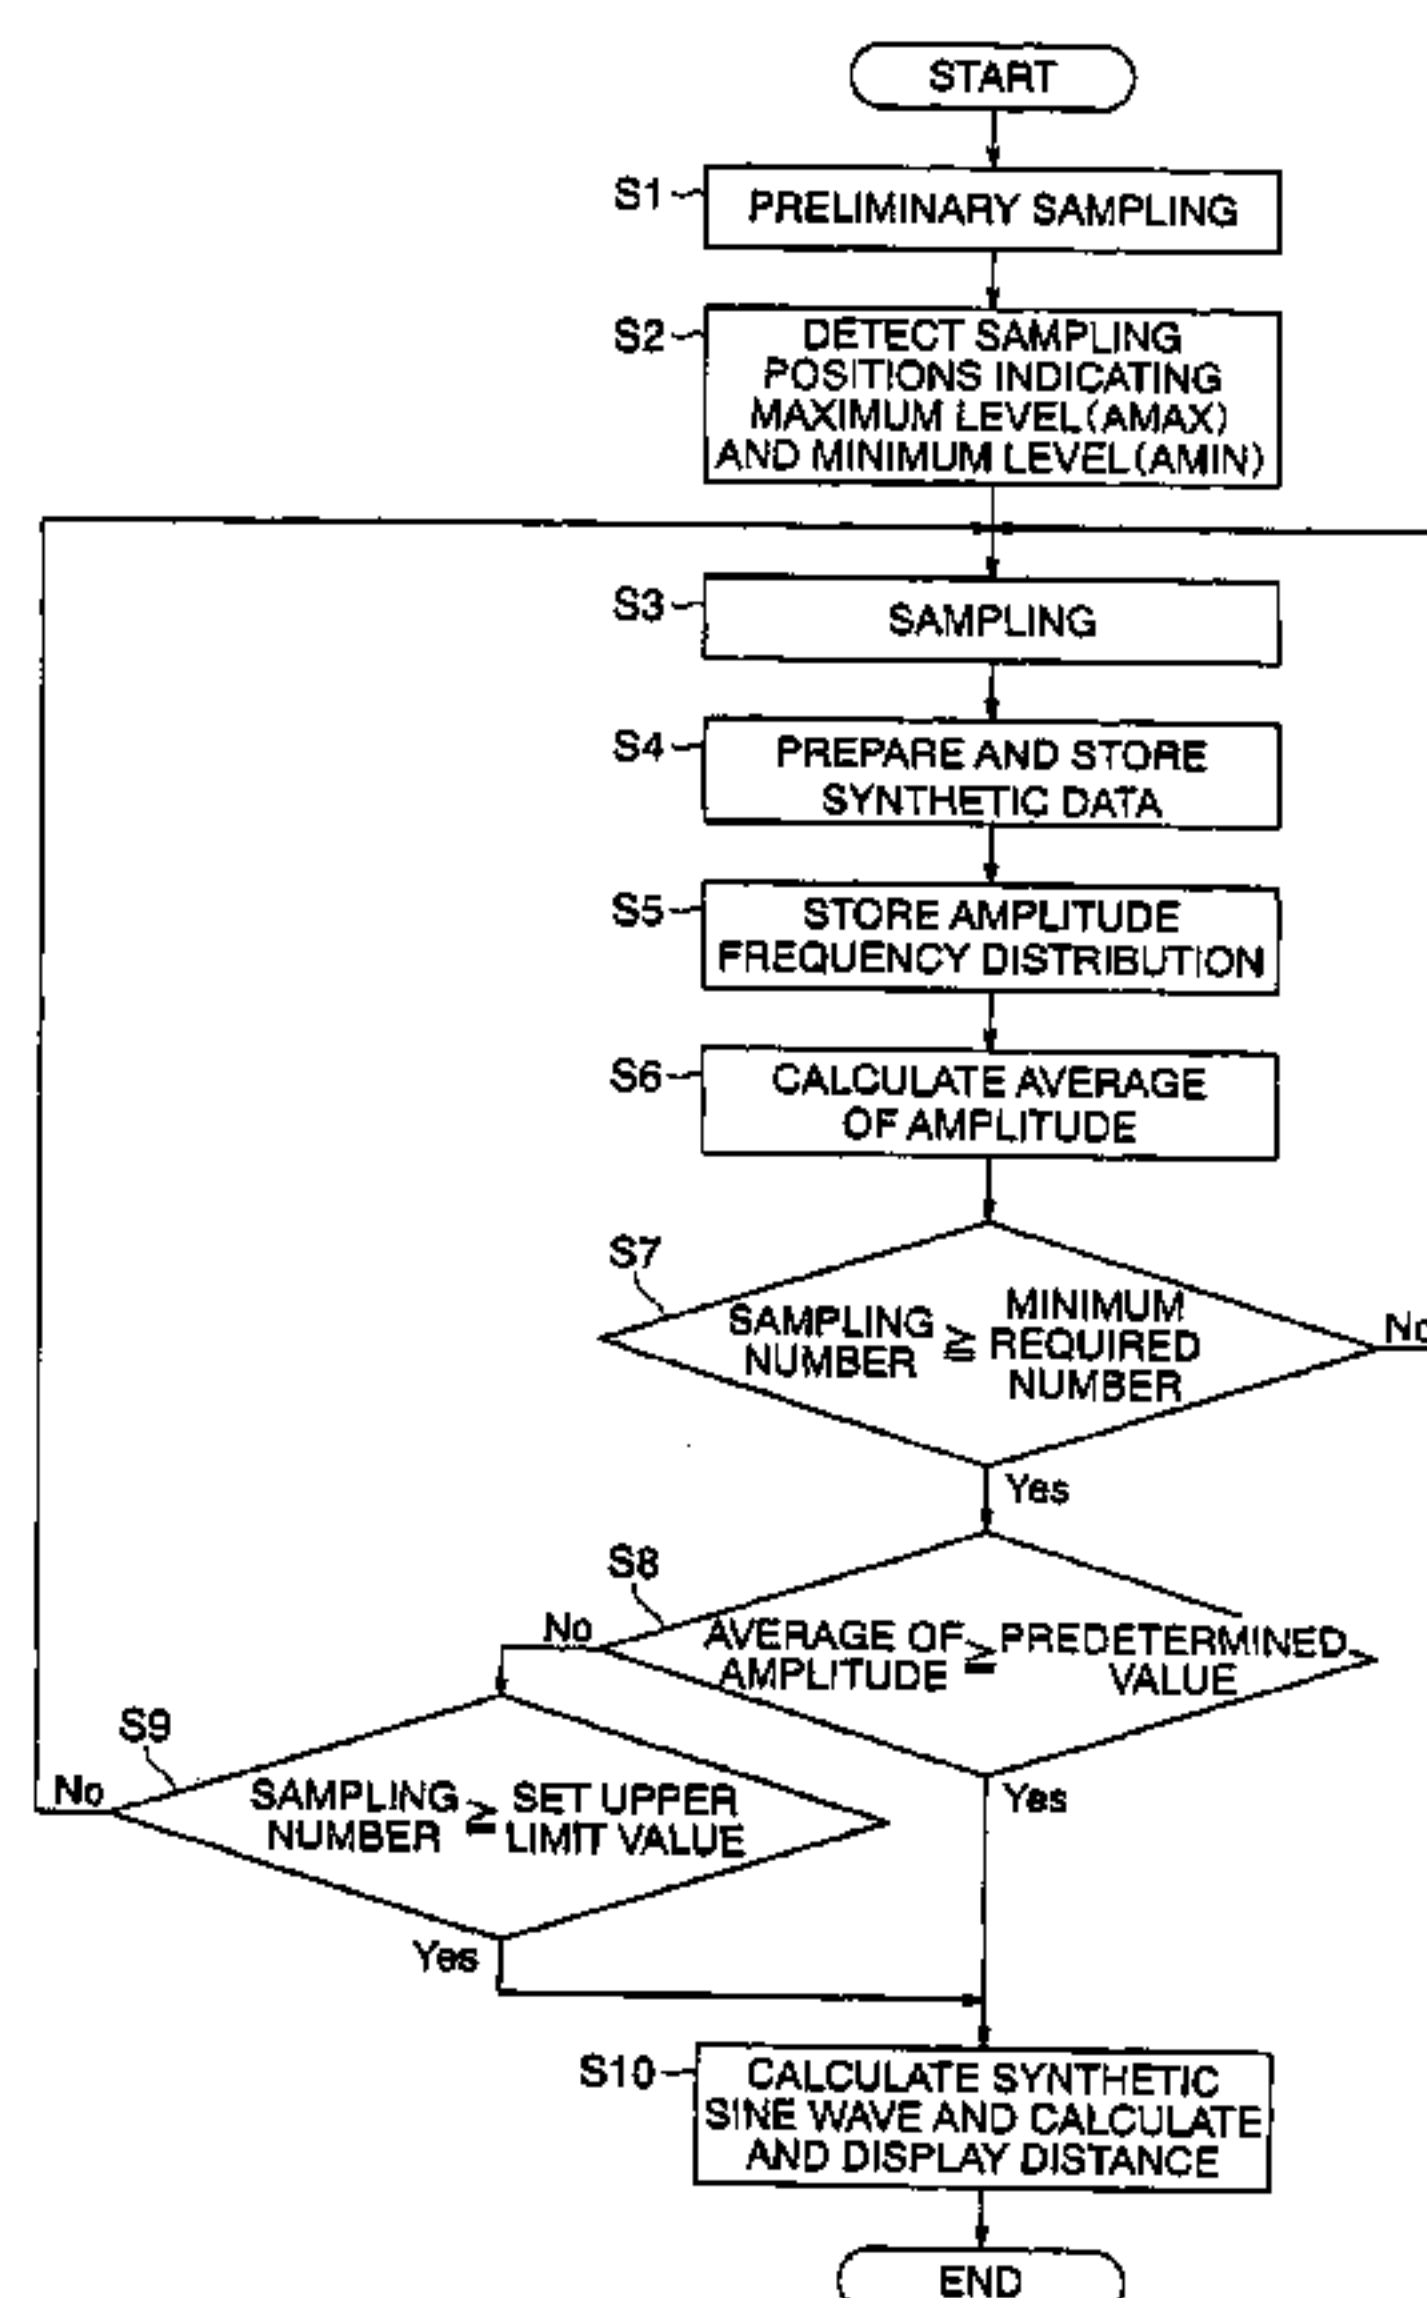 START
S1
PRELIMINARY SAMPLING
S2
DETECT SAMPLING
POSITIONS INDICATING
MAXIMUM LEVEL(AMAX)
AND MINIMUM LEVEL(AMIN)
S3
SAMPLING
S4
PREPARE AND STORE
SYNTHETIC DATA
S5
STORE AMPLITUDE
FREQUENCY DISTRIBUTION
S6
CALCULATE AVERAGE
OF AMPLITUDE
S7
SAMPLING
NUMBER
≧
MINIMUM
REQUIRED
NUMBER
No
Yes
S8
No
AVERAGE OF
AMPLITUDE
≧
PREDETERMINED
VALUE
Yes
S9
No
SAMPLING
NUMBER
≧
SET UPPER
LIMIT VALUE
Yes
S10
CALCULATE SYNTHETIC
SINE WAVE AND CALCULATE
AND DISPLAY DISTANCE
END